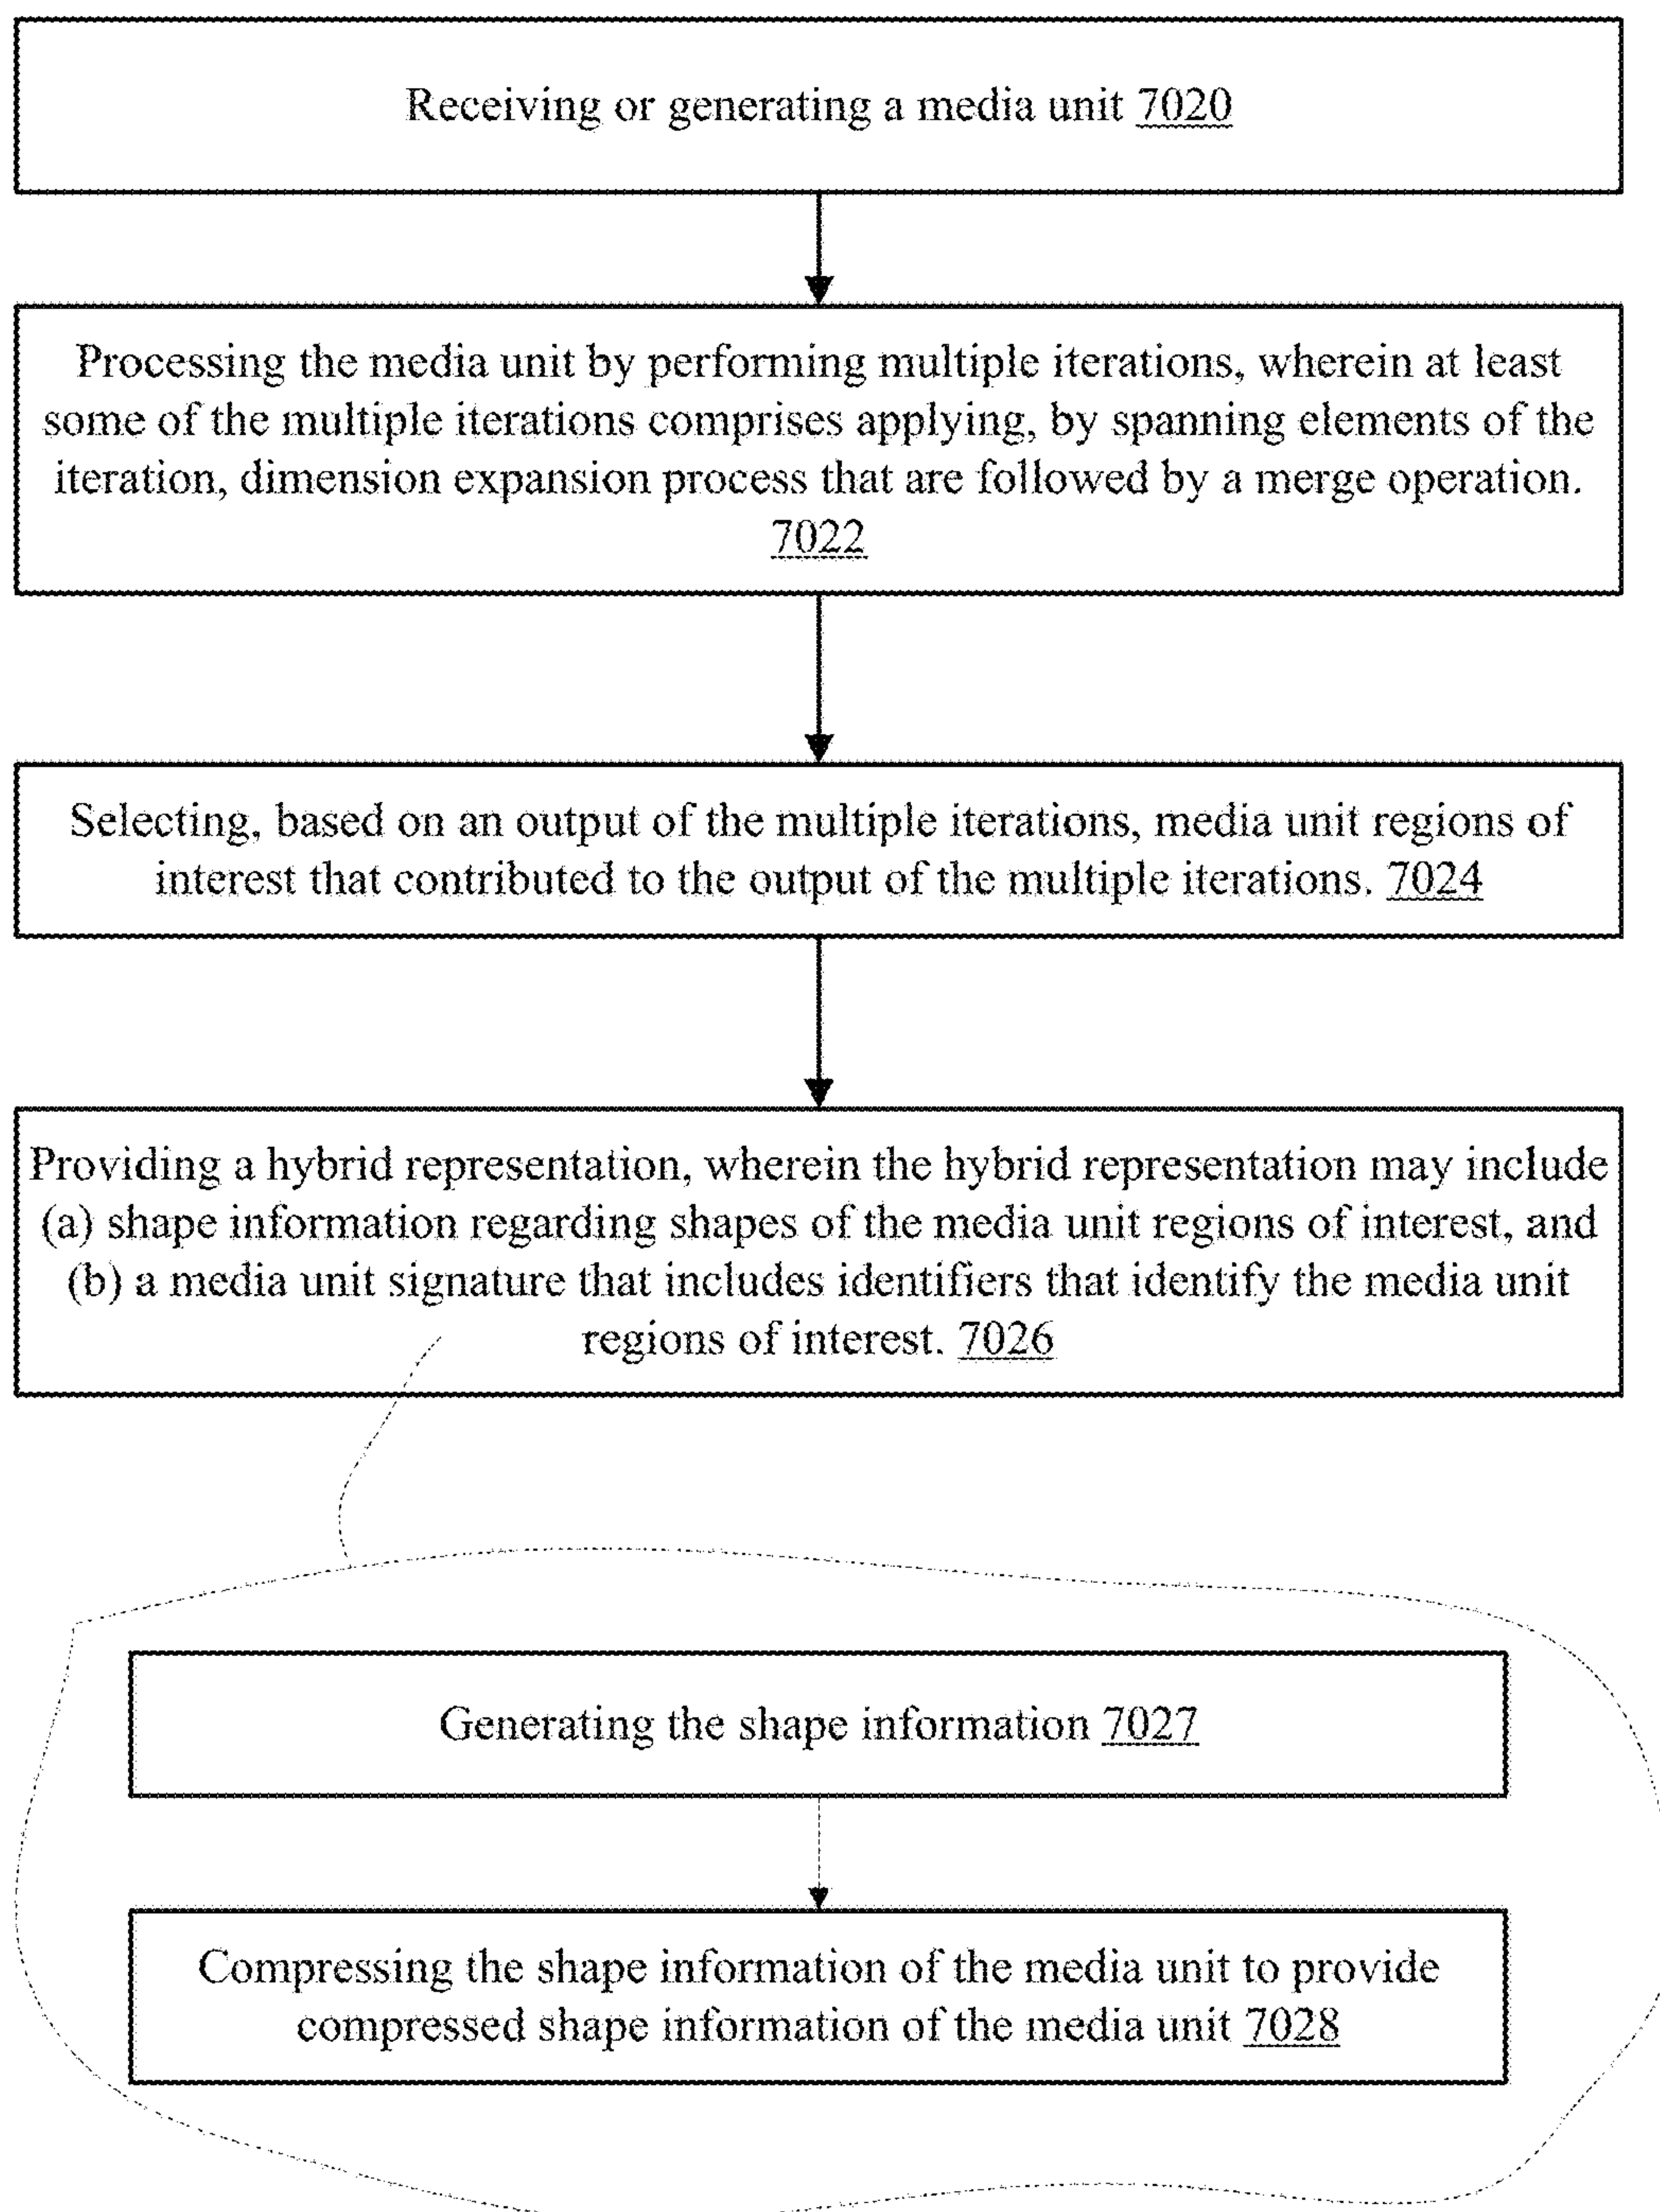 Receiving or generating a media unit 7020
Processing the media unit by performing multiple iterations, wherein at least
some of the multiple iterations comprises applying, by spanning elements of the
iteration, dimension expansion process that are followed by a merge operation.
7022
Selecting, based on an output of the multiple iterations, media unit regions of
interest that contributed to the output of the multiple iterations. 7024
Providing a hybrid representation, wherein the hybrid representation may include
(a) shape information regarding shapes of the media unit regions of interest, and
(b) a media unit signature that includes identifiers that identify the media unit
regions of interest. 7026
Generating the shape information 7027
Compressing the shape information of the media unit to provide
compressed shape information of the media unit 7028